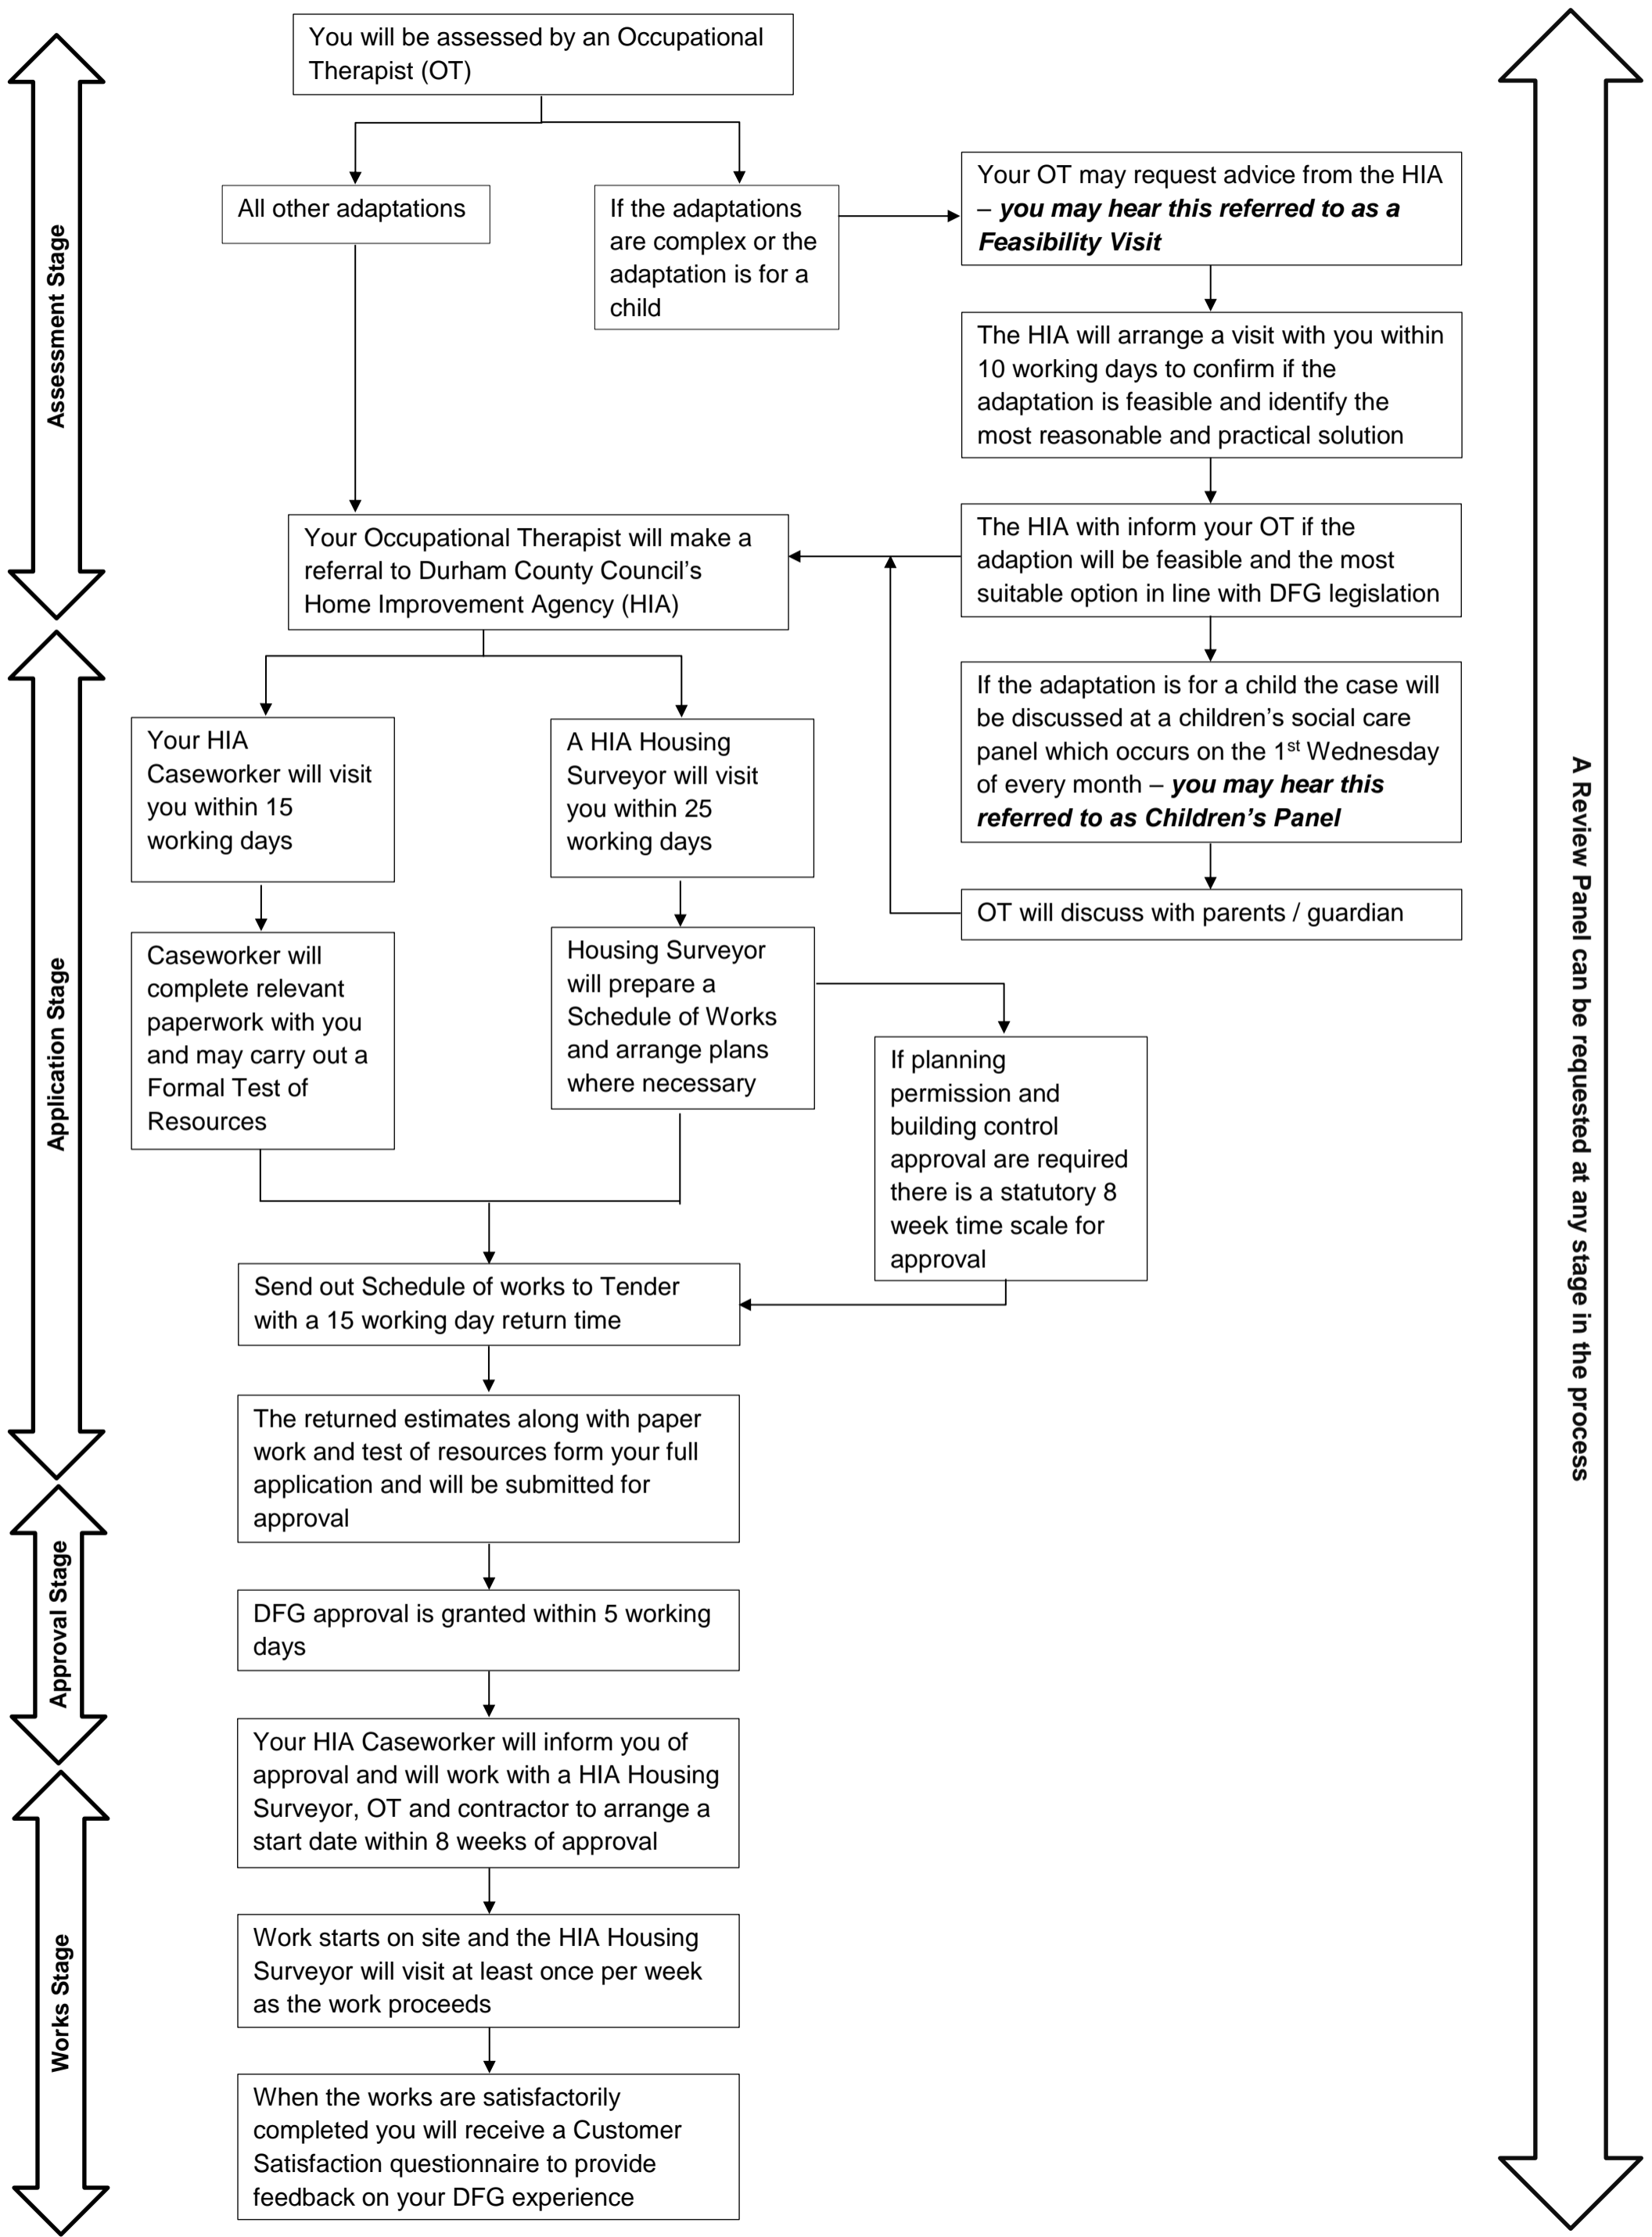 You will be assessed by an Occupational
Therapist (OT)
All other adaptations
If the adaptations
are complex or the
adaptation is for a
child
Your OT may request advice from the HIA
– you may hear this referred to as a
Feasibility Visit
The HIA will arrange a visit with you within
10 working days to confirm if the
adaptation is feasible and identify the
most reasonable and practical solution
The HIA with inform your OT if the
adaption will be feasible and the most
suitable option in line with DFG legislation
If the adaptation is for a child the case will
be discussed at a children’s social care
panel which occurs on the 1st Wednesday
of every month – you may hear this
referred to as Children’s Panel
OT will discuss with parents / guardian
Your Occupational Therapist will make a
referral to Durham County Council’s
Home Improvement Agency (HIA)
Assessment Stage
Your HIA
Caseworker will visit
you within 15
working days
A HIA Housing
Surveyor will visit
you within 25
working days
Caseworker will
complete relevant
paperwork with you
and may carry out a
Formal Test of
Resources
Housing Surveyor
will prepare a
Schedule of Works
and arrange plans
where necessary
If planning
permission and
building control
approval are required
there is a statutory 8
week time scale for
approval
Send out Schedule of works to Tender
with a 15 working day return time
The returned estimates along with paper
work and test of resources form your full
application and will be submitted for
approval
Application Stage
DFG approval is granted within 5 working
days
Approval Stage
Your HIA Caseworker will inform you of
approval and will work with a HIA Housing
Surveyor, OT and contractor to arrange a
start date within 8 weeks of approval
Work starts on site and the HIA Housing
Surveyor will visit at least once per week
as the work proceeds
When the works are satisfactorily
completed you will receive a Customer
Satisfaction questionnaire to provide
feedback on your DFG experience
Works Stage
A Review Panel can be requested at any stage in the process